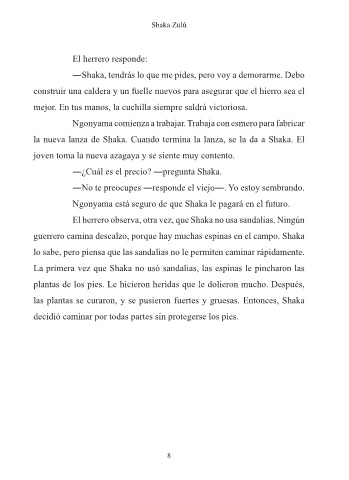 Shaka Zulú
El herrero responde:
―Shaka, tendrás lo que me pides, pero voy a demorarme. Debo
construir una caldera y un fuelle nuevos para asegurar que el hierro sea el
mejor. En tus manos, la cuchilla siempre saldrá victoriosa.
Ngonyama comienza a trabajar. Trabaja con esmero para fabricar
la nueva lanza de Shaka. Cuando termina la lanza, se la da a Shaka. El
joven toma la nueva azagaya y se siente muy contento.
―¿Cuál es el precio? ―pregunta Shaka.
―No te preocupes ―responde el viejo―. Yo estoy sembrando.
Ngonyama está seguro de que Shaka le pagará en el futuro.
El herrero observa, otra vez, que Shaka no usa sandalias. Ningún
guerrero camina descalzo, porque hay muchas espinas en el campo. Shaka
lo sabe, pero piensa que las sandalias no le permiten caminar rápidamente.
La primera vez que Shaka no usó sandalias, las espinas le pincharon las
plantas de los pies. Le hicieron heridas que le dolieron mucho. Después,
las plantas se curaron, y se pusieron fuertes y gruesas. Entonces, Shaka
decidió caminar por todas partes sin protegerse los pies.
8